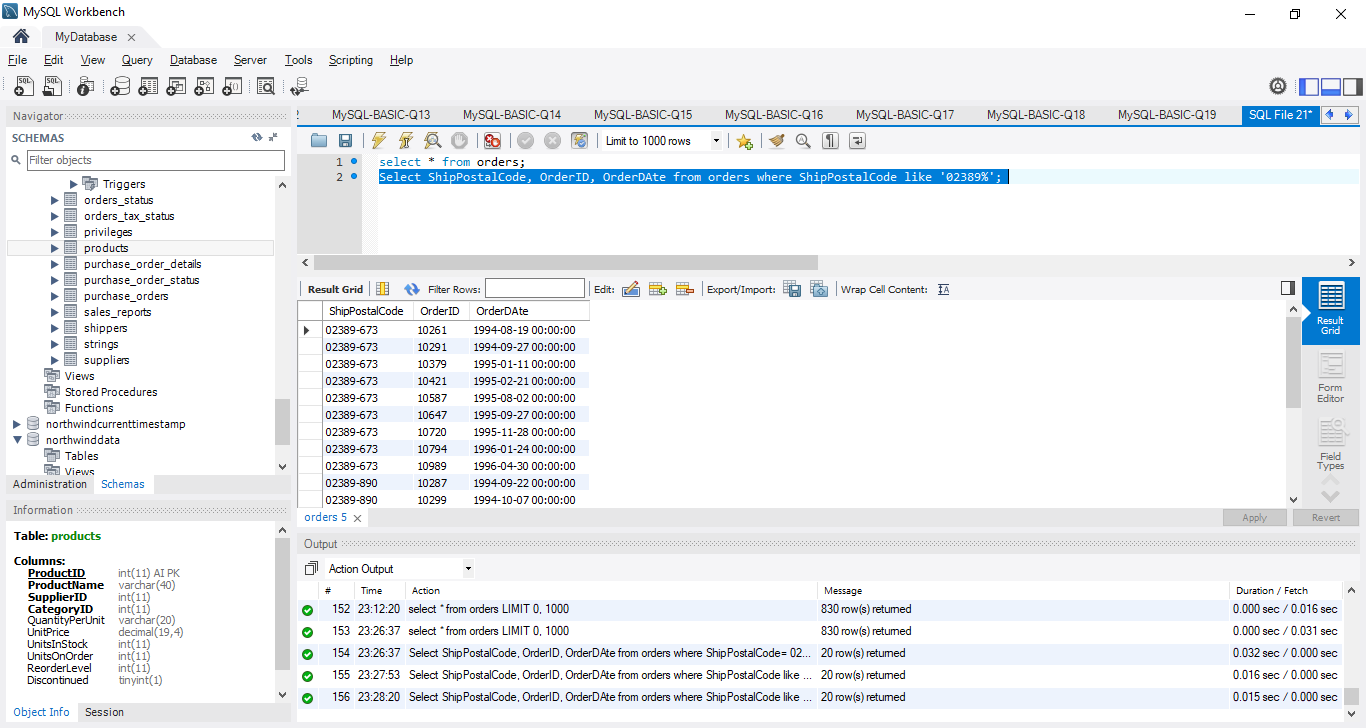 MySQL Workbench
MyDatabase
File Edit View Query Database Server Tools Scripting Help
Navigator
SCHEMAS
Filter objects
Triggers
orders_status
orders_tax_status
privileges
products
purchase_order_details
purchase_order_status
purchase_orders
sales_reports
shippers
strings
suppliers
Views
Stored Procedures
Functions
northwindcurrenttimestamp
northwinddata
Tables
Views
Administration Schemas
Information
Table: products
Columns:
ProductID int(11) AI PK
ProductName varchar(40)
SupplierID int(11)
CategoryID int(11)
QuantityPerUnit varchar(20)
UnitPrice decimal(19,4)
UnitsInStock int(11)
UnitsOnOrder int(11)
ReorderLevel int(11)
Discontinued tinyint(1)
Object Info Session
2 MySQL-BASIC-Q13 MySQL-BASIC-Q14 MySQL-BASIC-Q15 MySQL-BASIC-Q16 MySQL-BASIC-Q17 MySQL-BASIC-Q18 MySQL-BASIC-Q19 SQL File 21*
Limit to 1000 rows
1 select * from orders;
2 Select ShipPostalCode, OrderID, OrderDAte from orders where ShipPostalCode like '02389%';
Result Grid Filter Rows: Edit: Export/Import: Wrap Cell Content:
ShipPostalCode OrderID OrderDAte
02389-673 10261 1994-08-19 00:00:00
02389-673 10291 1994-09-27 00:00:00
02389-673 10379 1995-01-11 00:00:00
02389-673 10421 1995-02-21 00:00:00
02389-673 10587 1995-08-02 00:00:00
02389-673 10647 1995-09-27 00:00:00
02389-673 10720 1995-11-28 00:00:00
02389-673 10794 1996-01-24 00:00:00
02389-673 10989 1996-04-30 00:00:00
02389-890 10287 1994-09-22 00:00:00
02389-890 10299 1994-10-07 00:00:00
Result
Grid
Form
Editor
Field
Types
orders 5
Apply Revert
Output
Action Output
# Time Action Message Duration / Fetch
152 23:12:20 select * from orders LIMIT 0, 1000 830 row(s) returned 0.000 sec / 0.016 sec
153 23:26:37 select * from orders LIMIT 0, 1000 830 row(s) returned 0.000 sec / 0.031 sec
154 23:26:37 Select ShipPostalCode, OrderID, OrderDAte from orders where ShipPostalCode= 02... 20 row(s) returned 0.032 sec / 0.000 sec
155 23:27:53 Select ShipPostalCode, OrderID, OrderDAte from orders where ShipPostalCode like ... 20 row(s) returned 0.016 sec / 0.000 sec
156 23:28:20 Select ShipPostalCode, OrderID, OrderDAte from orders where ShipPostalCode like ... 20 row(s) returned 0.015 sec / 0.000 sec